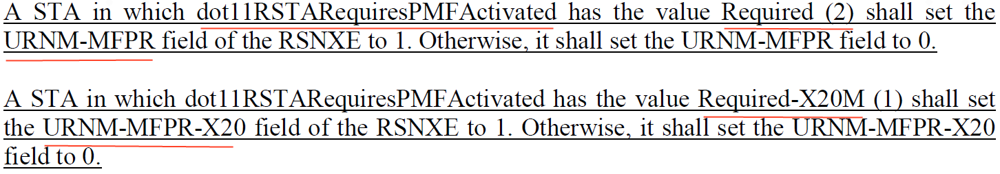 A STA in which dot11RSTARequiresPMFActivated has the value Required (2) shall set the
URNM-MFPR field of the RSNXE to 1. Otherwise, it shall set the URNM-MFPR field to 0.
A STA in which dot11RSTARequiresPMFActivated has the value Required-X20M (1) shall set
the URNM-MFPR-X20 field of the RSNXE to 1. Otherwise, it shall set the URNM-MFPR-X20
field to 0.